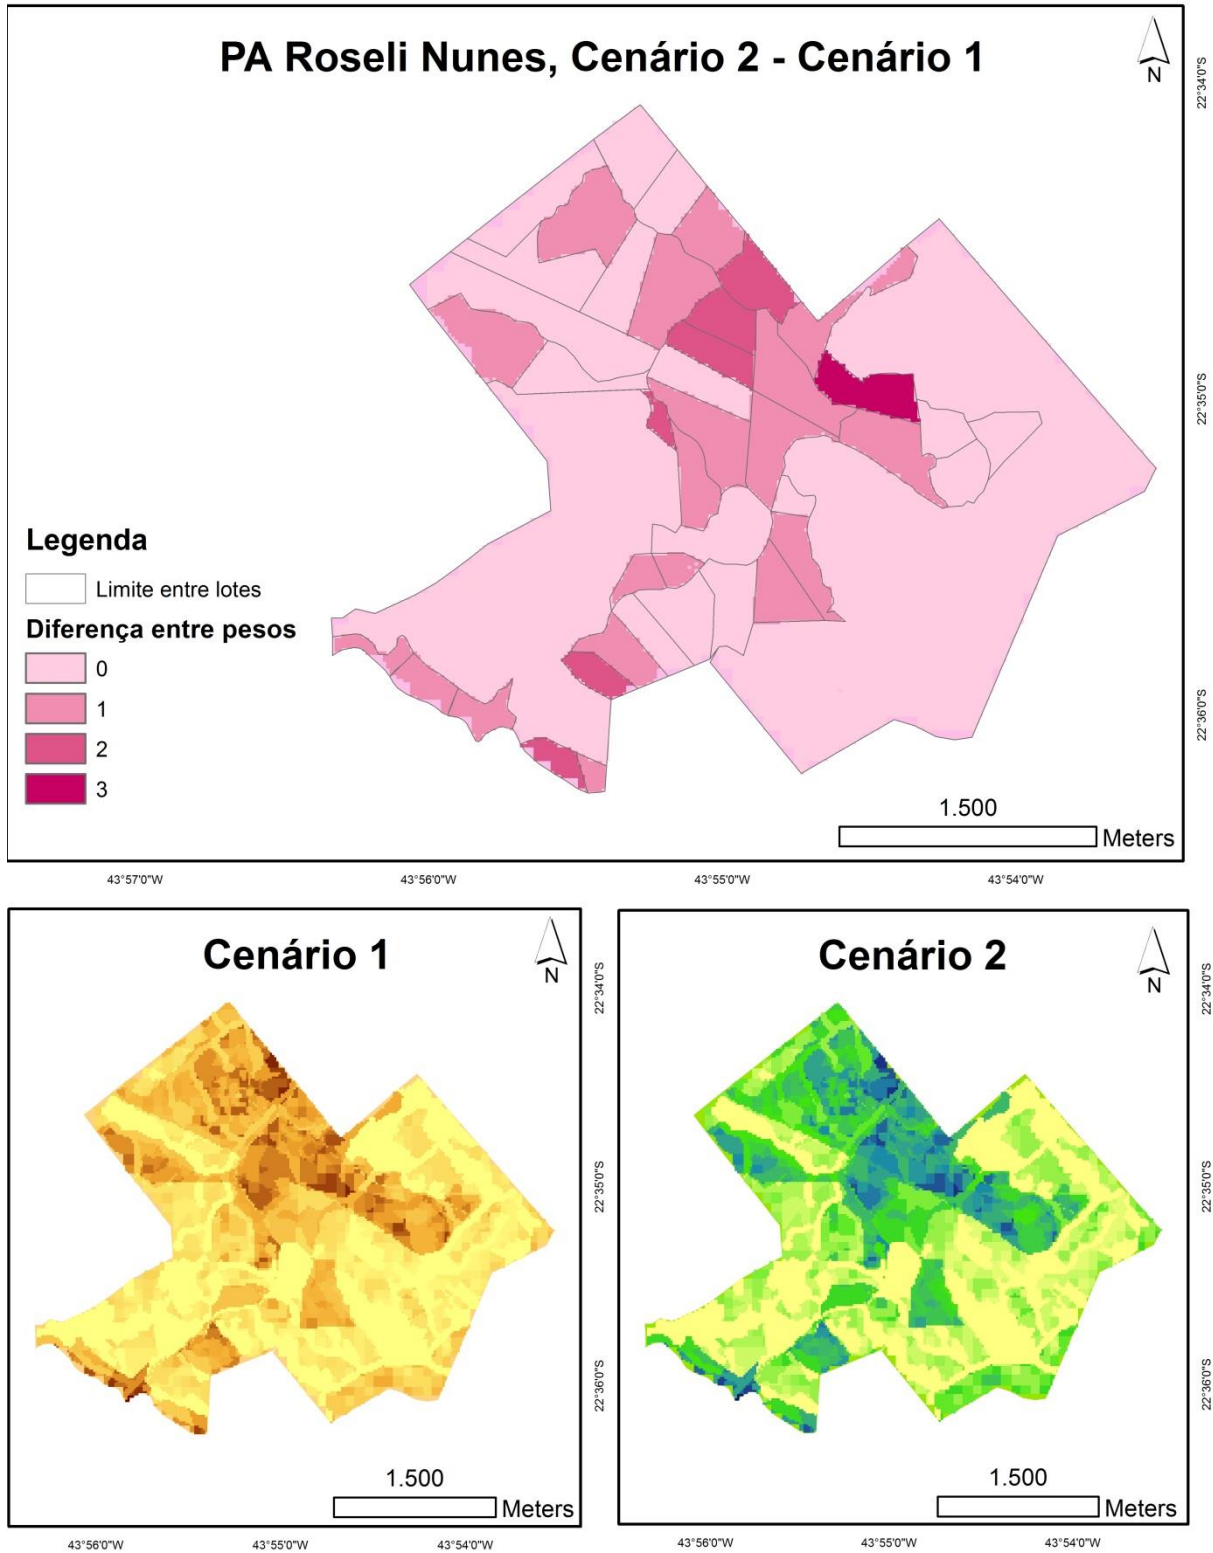 PA Roseli Nunes, Cenário 2 - Cenário 1
N
22°34'0"S
22°35'0"S
22°36'0"S
Legenda
Limite entre lotes
Diferença entre pesos
0
1
2
3
1.500
Meters
43°57'0"W
43°56'0"W
43°55'0"W
43°54'0"W
Cenário 1
N
22°34'0"S
22°35'0"S
22°36'0"S
1.500
Meters
43°56'0"W
43°55'0"W
43°54'0"W
Cenário 2
N
22°34'0"S
22°35'0"S
22°36'0"S
1.500
Meters
43°56'0"W
43°55'0"W
43°54'0"W